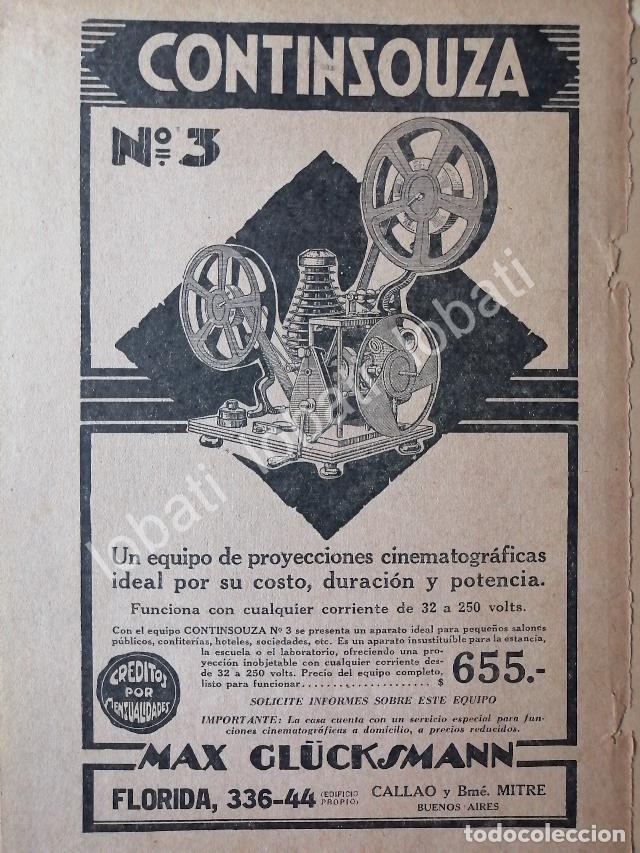 CONTINSOUZA
Nº 3
lobati lobati lobati
Un equipo de proyecciones cinematográficas
ideal por su costo, duración y potencia.
Funciona con cualquier corriente de 32 a 250 volts.
Con el equipo CONTINSOUZA Nº 3 se presenta un aparato ideal para pequeños salones
públicos, confiterías, hoteles, sociedades, etc. Es un aparato insustituíble para la estancia,
la escuela o el laboratorio, ofreciendo una pro-
yección inobjetable con cualquier corriente des-
de 32 a 250 volts. Precio del equipo completo,
listo para funcionar.......................... $ 655.-
CREDITOS
POR
MENSUALIDADES
SOLICITE INFORMES SOBRE ESTE EQUIPO
IMPORTANTE: La casa cuenta con un servicio especial para fun-
ciones cinematográficas a domicilio, a precios reducidos.
MAX GLÜCKSMANN
FLORIDA, 336-44 (EDIFICIO PROPIO) CALLAO y Bmé. MITRE
BUENOS AIRES
todocoleccion